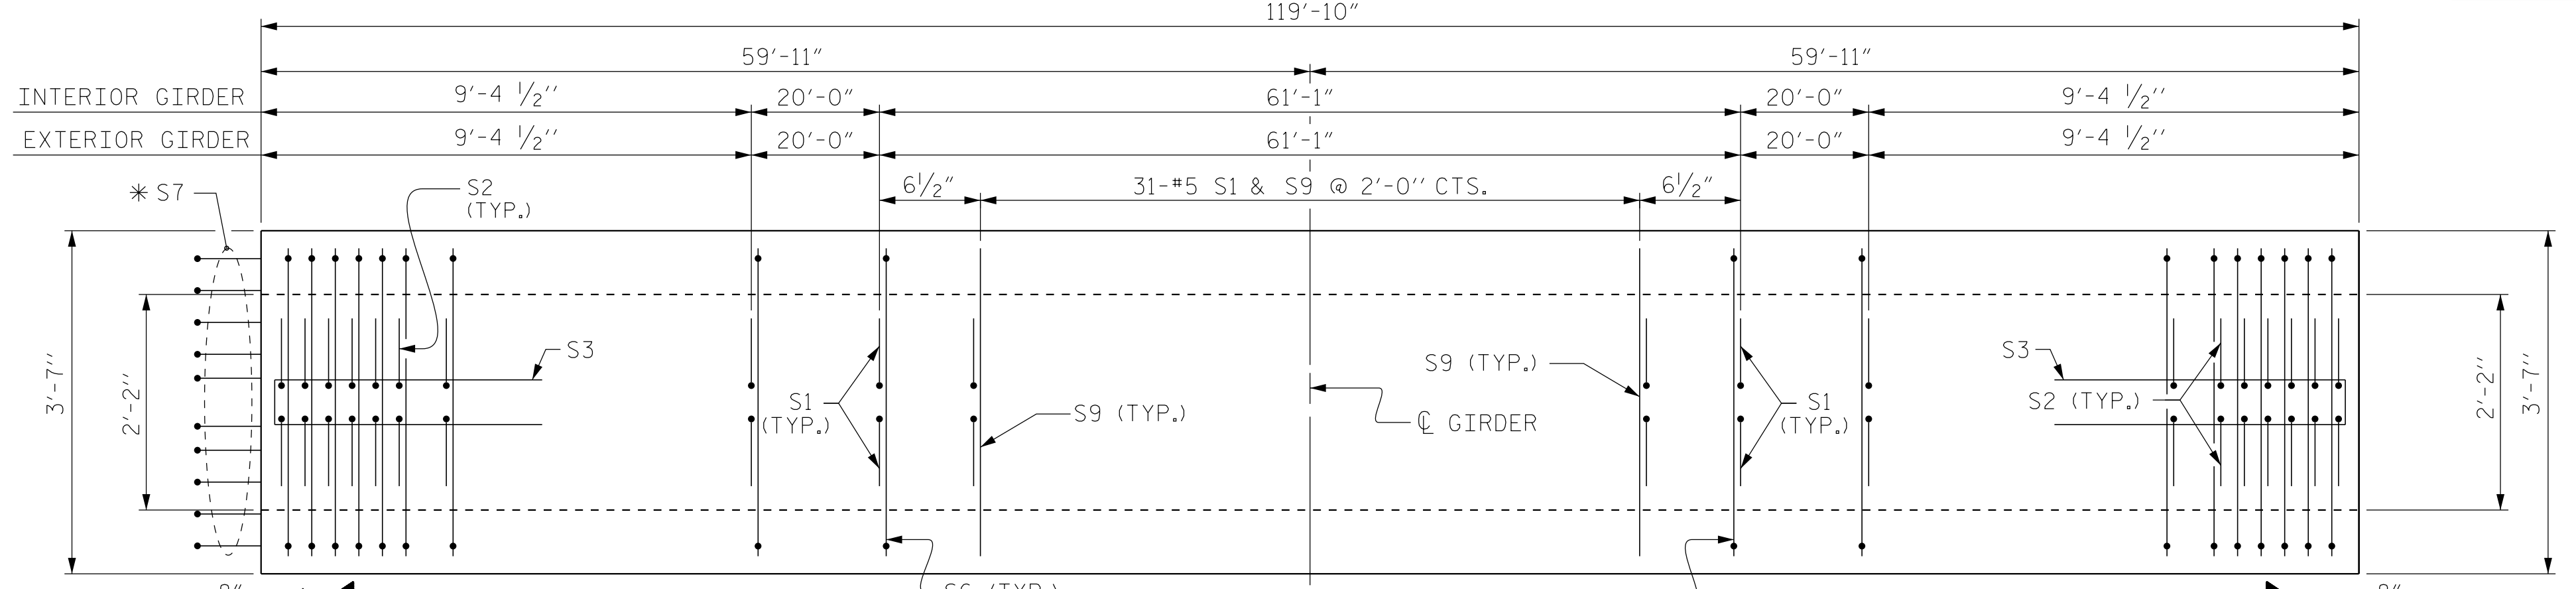 119'-10"
59'-11" 59'-11"
INTERIOR GIRDER 9'-4 1/2'' 20'-0" 61'-1" 20'-0" 9'-4 1/2''
EXTERIOR GIRDER 9'-4 1/2'' 20'-0" 61'-1" 20'-0" 9'-4 1/2''
✳ S7
S2
(TYP.)
6 1/2" 31-#5 S1 & S9 @ 2'-0'' CTS. 6 1/2"
3'-7''
2'-2''
S3
S1
(TYP.)
S9 (TYP.)
℄ GIRDER
S9 (TYP.)
S1
(TYP.)
S3
S2 (TYP.)
2'-2''
3'-7''